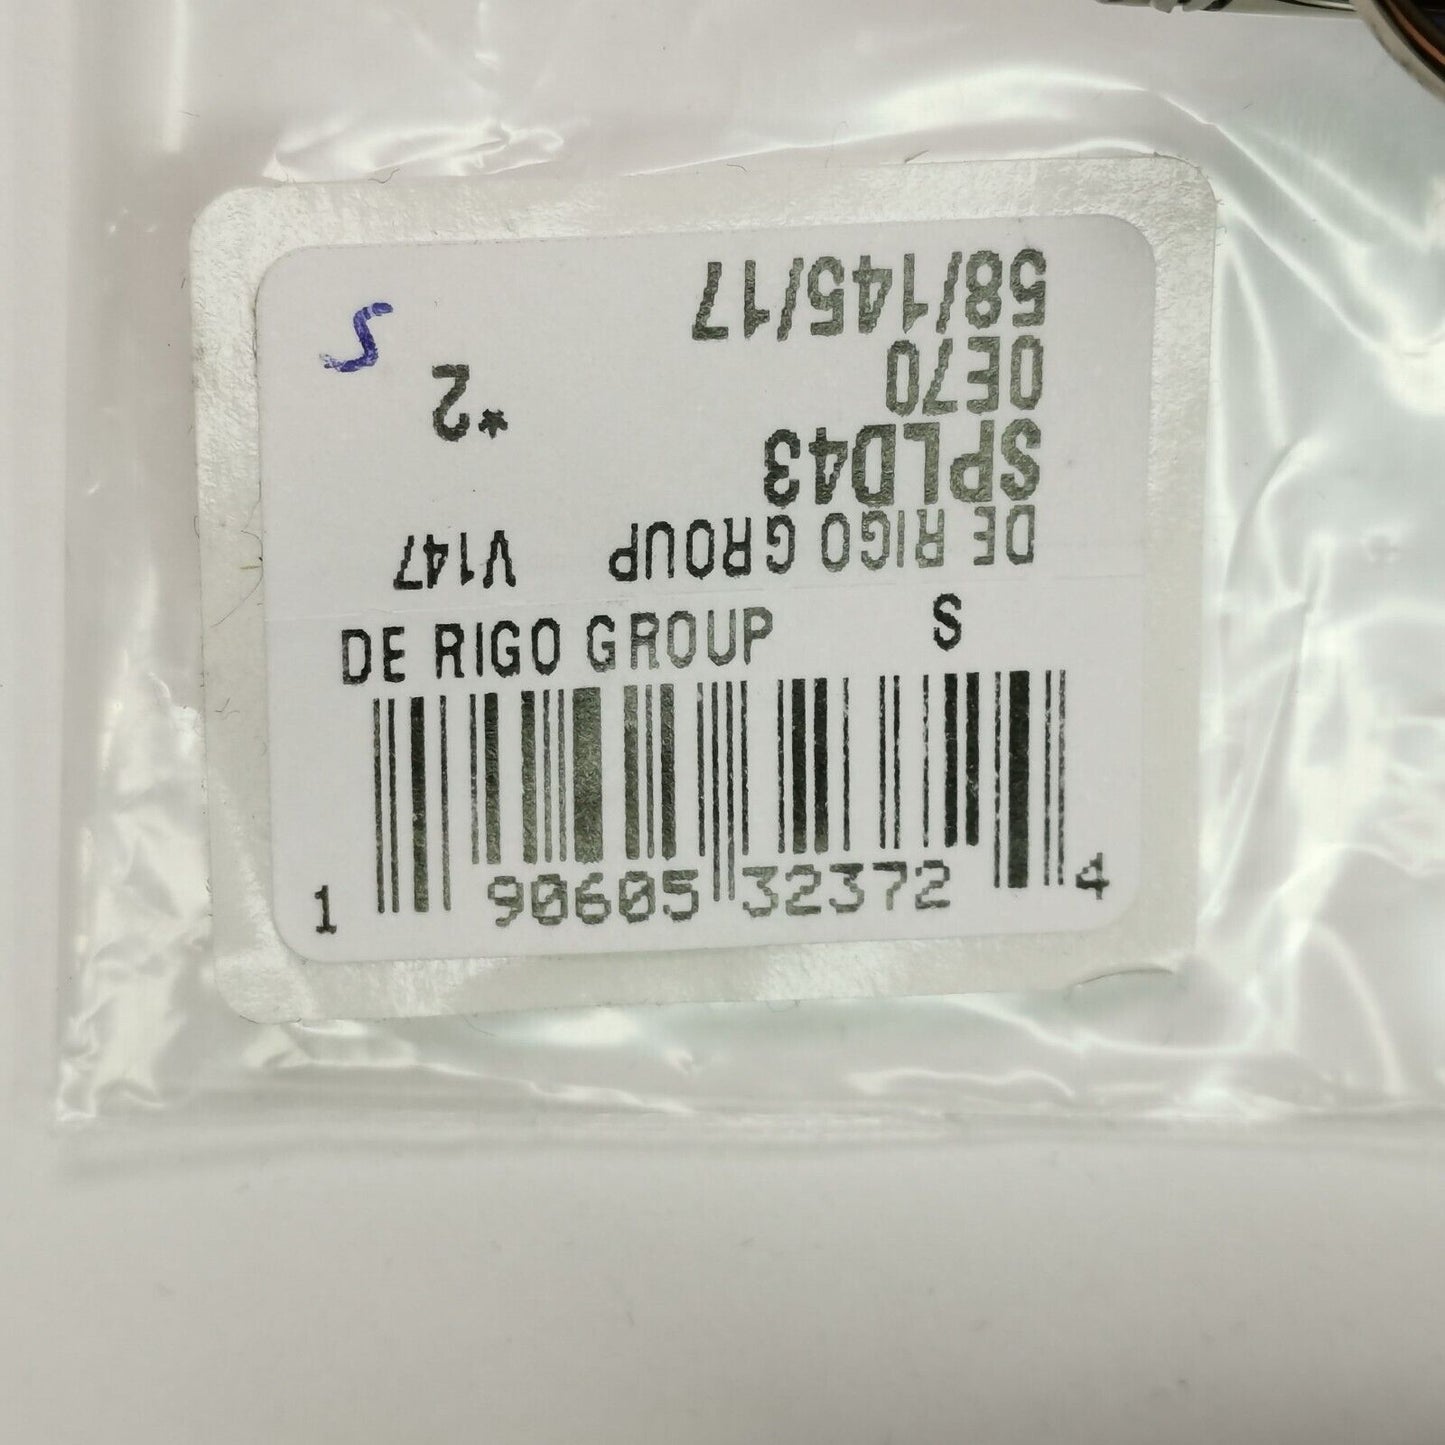 DE RIGO GROUP S
1 90605 32372 4
DE RIGO GROUP V147
SPLD43
0E70 *2
58/145/17
S